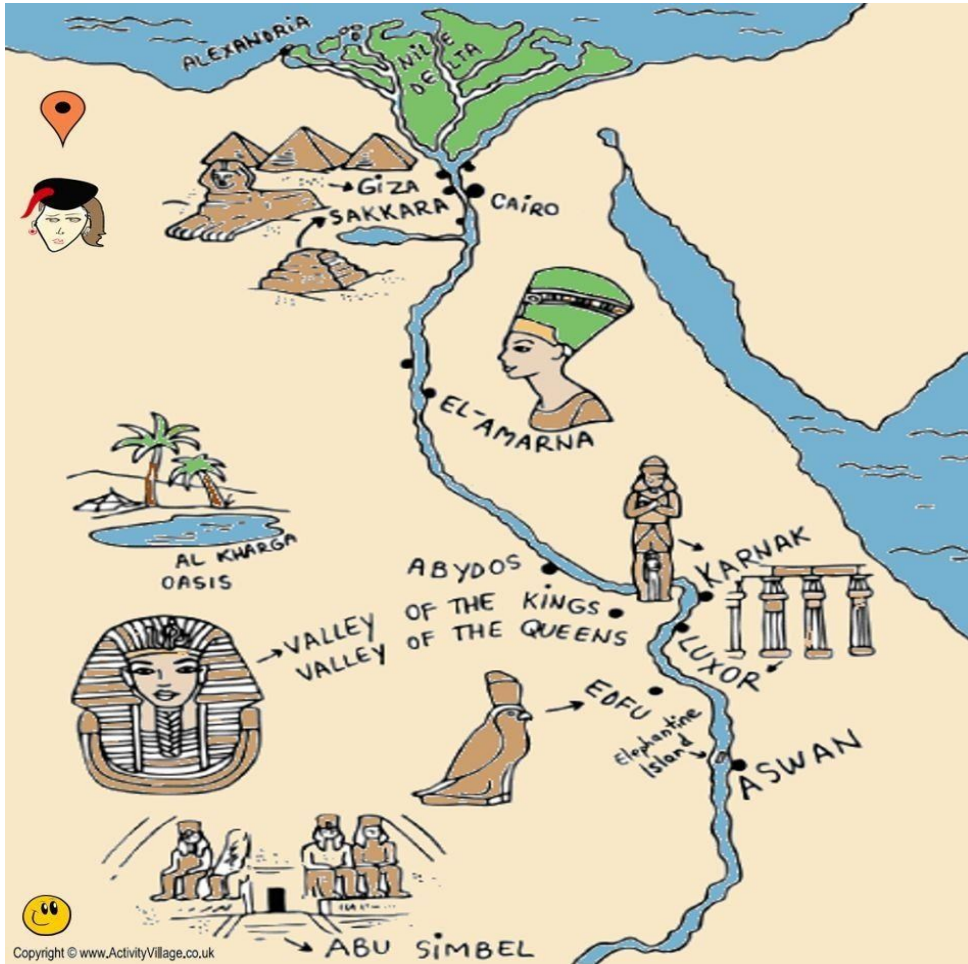 ALEXANDRIA
NILE
DELTA
GIZA
SAKKARA
CAIRO
EL-AMARNA
AL KHARGA
OASIS
KARNAK
ABYDOS
VALLEY OF THE KINGS
VALLEY OF THE QUEENS
LUXOR
EDFU
Elephantine
Island
ASWAN
ABU SIMBEL
Copyright © www.ActivityVillage.co.uk